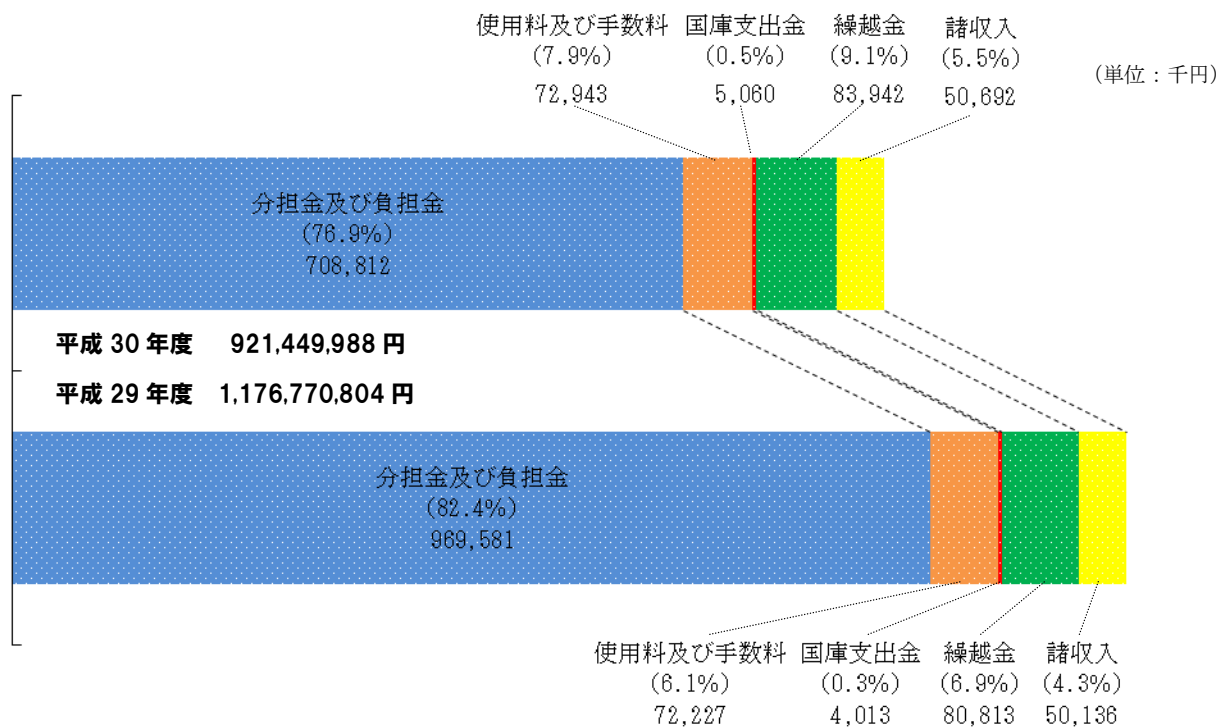 使用料及び手数料 国庫支出金 繰越金 諸収入
(7.9%) (0.5%) (9.1%) (5.5%)
(単位：千円)
72,943 5,060 83,942 50,692
分担金及び負担金
(76.9%)
708,812
平成 30 年度 921,449,988 円
平成 29 年度 1,176,770,804 円
分担金及び負担金
(82.4%)
969,581
使用料及び手数料 国庫支出金 繰越金 諸収入
(6.1%) (0.3%) (6.9%) (4.3%)
72,227 4,013 80,813 50,136